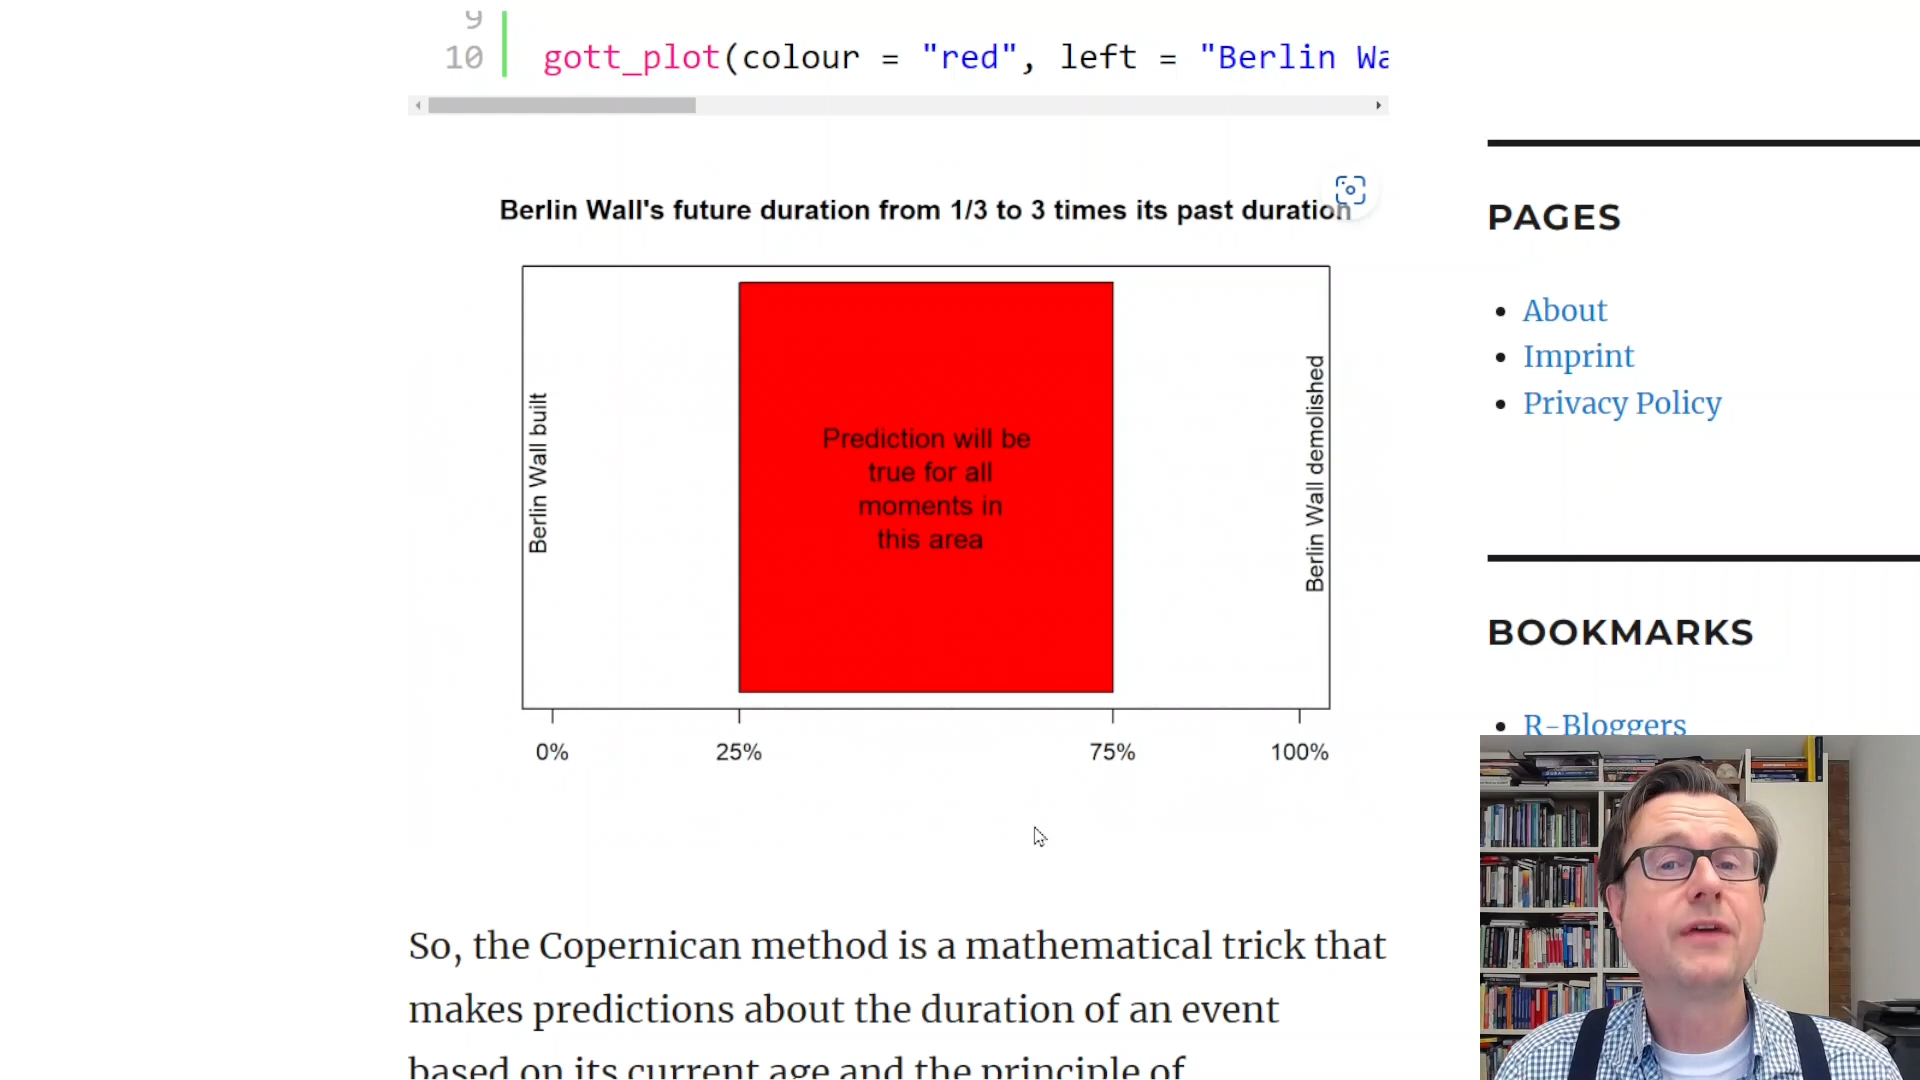 9
10 gott_plot(colour = "red", left = "Berlin Wa
Berlin Wall's future duration from 1/3 to 3 times its past duration
Berlin Wall built
Prediction will be
true for all
moments in
this area
Berlin Wall demolished
0% 25% 75% 100%
So, the Copernican method is a mathematical trick that
makes predictions about the duration of an event
based on its current age and the principle of
PAGES
About
Imprint
Privacy Policy
BOOKMARKS
R-Bloggers